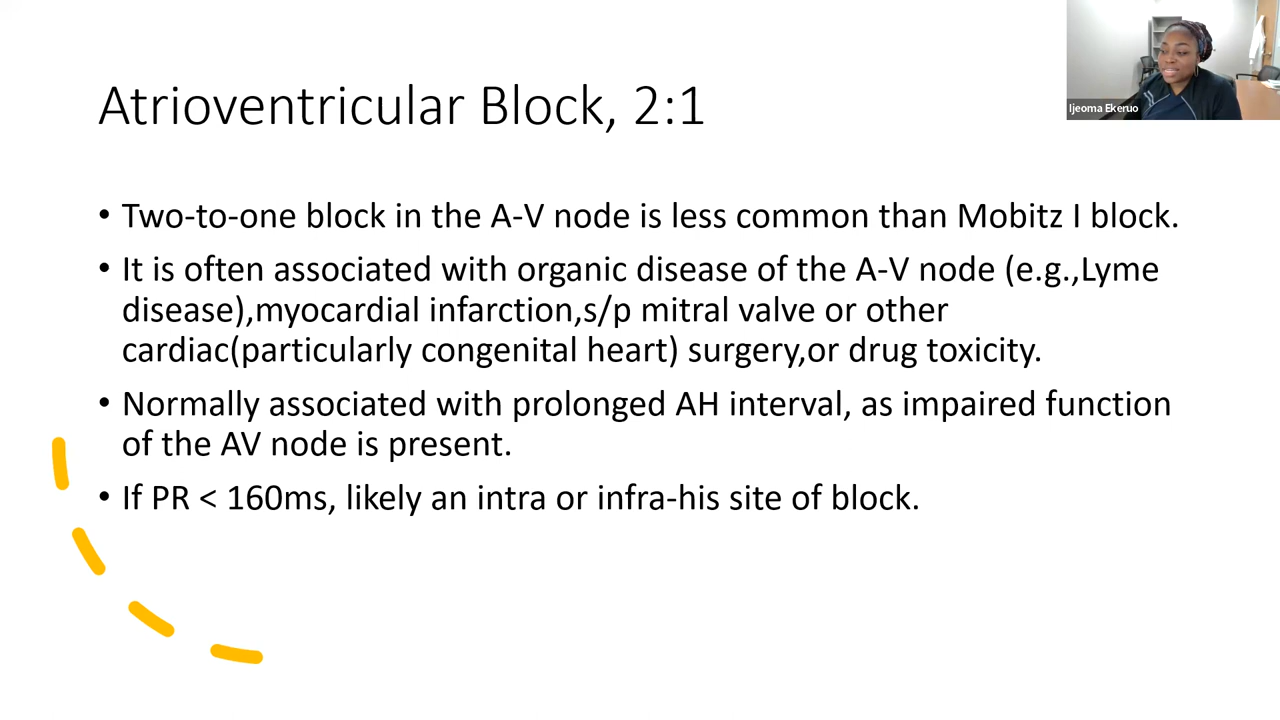 Atrioventricular Block, 2:1
Ijeoma Ekeruo
• Two-to-one block in the A-V node is less common than Mobitz I block.
• It is often associated with organic disease of the A-V node (e.g.,Lyme
disease),myocardial infarction,s/p mitral valve or other
cardiac(particularly congenital heart) surgery,or drug toxicity.
• Normally associated with prolonged AH interval, as impaired function
of the AV node is present.
• If PR < 160ms, likely an intra or infra-his site of block.